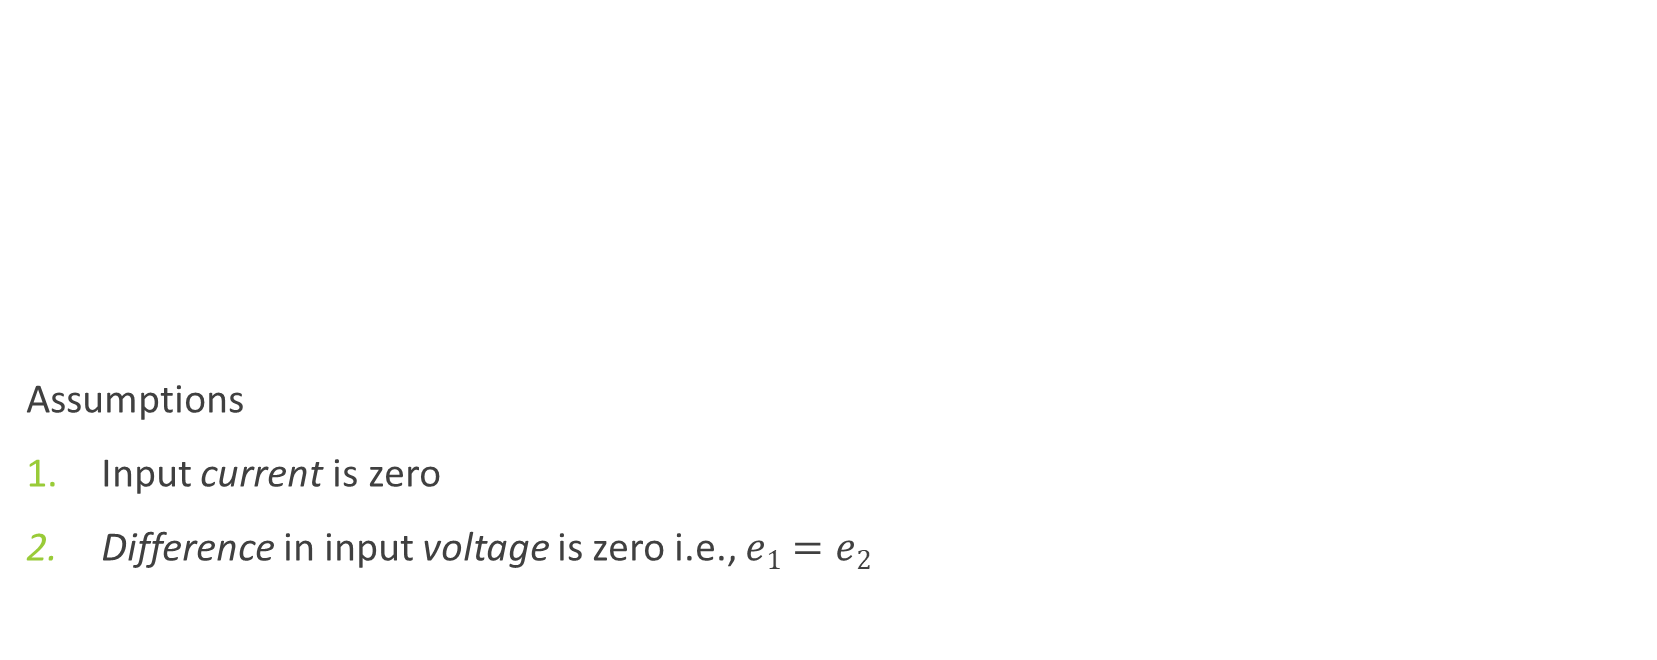 Assumptions
1. Input current is zero
2. Difference in input voltage is zero i.e., e₁ = e₂